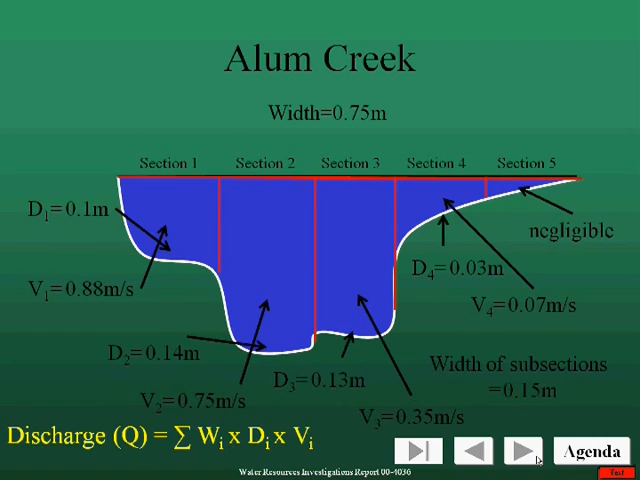 Alum Creek
Width=0.75m
Section 1 Section 2 Section 3 Section 4 Section 5
D₁=0.1m
negligible
D₄=0.03m
V₁=0.88m/s
V₄=0.07m/s
D₂=0.14m
Width of subsections
=0.15m
D₃=0.13m
V₂=0.75m/s
V₃=0.35m/s
Discharge (Q) = ∑ Wᵢ x Dᵢ x Vᵢ
Agenda
Water Resources Investigations Report 00-4036
Test